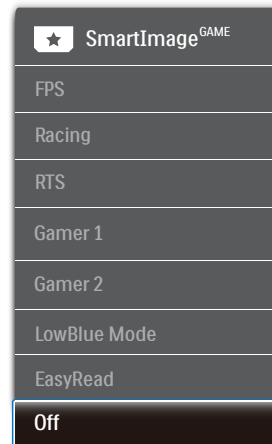 SmartImage GAME
FPS
Racing
RTS
Gamer 1
Gamer 2
LowBlue Mode
EasyRead
Off